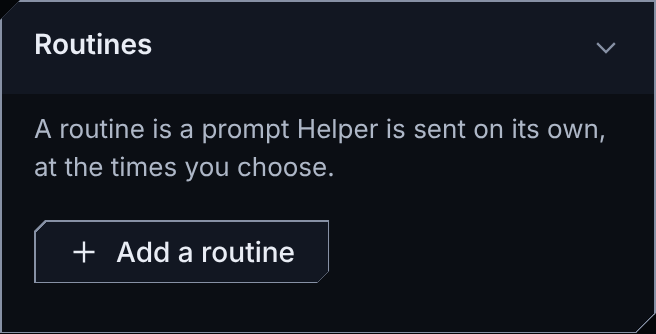 Routines
A routine is a prompt Helper is sent on its own,
at the times you choose.
+ Add a routine